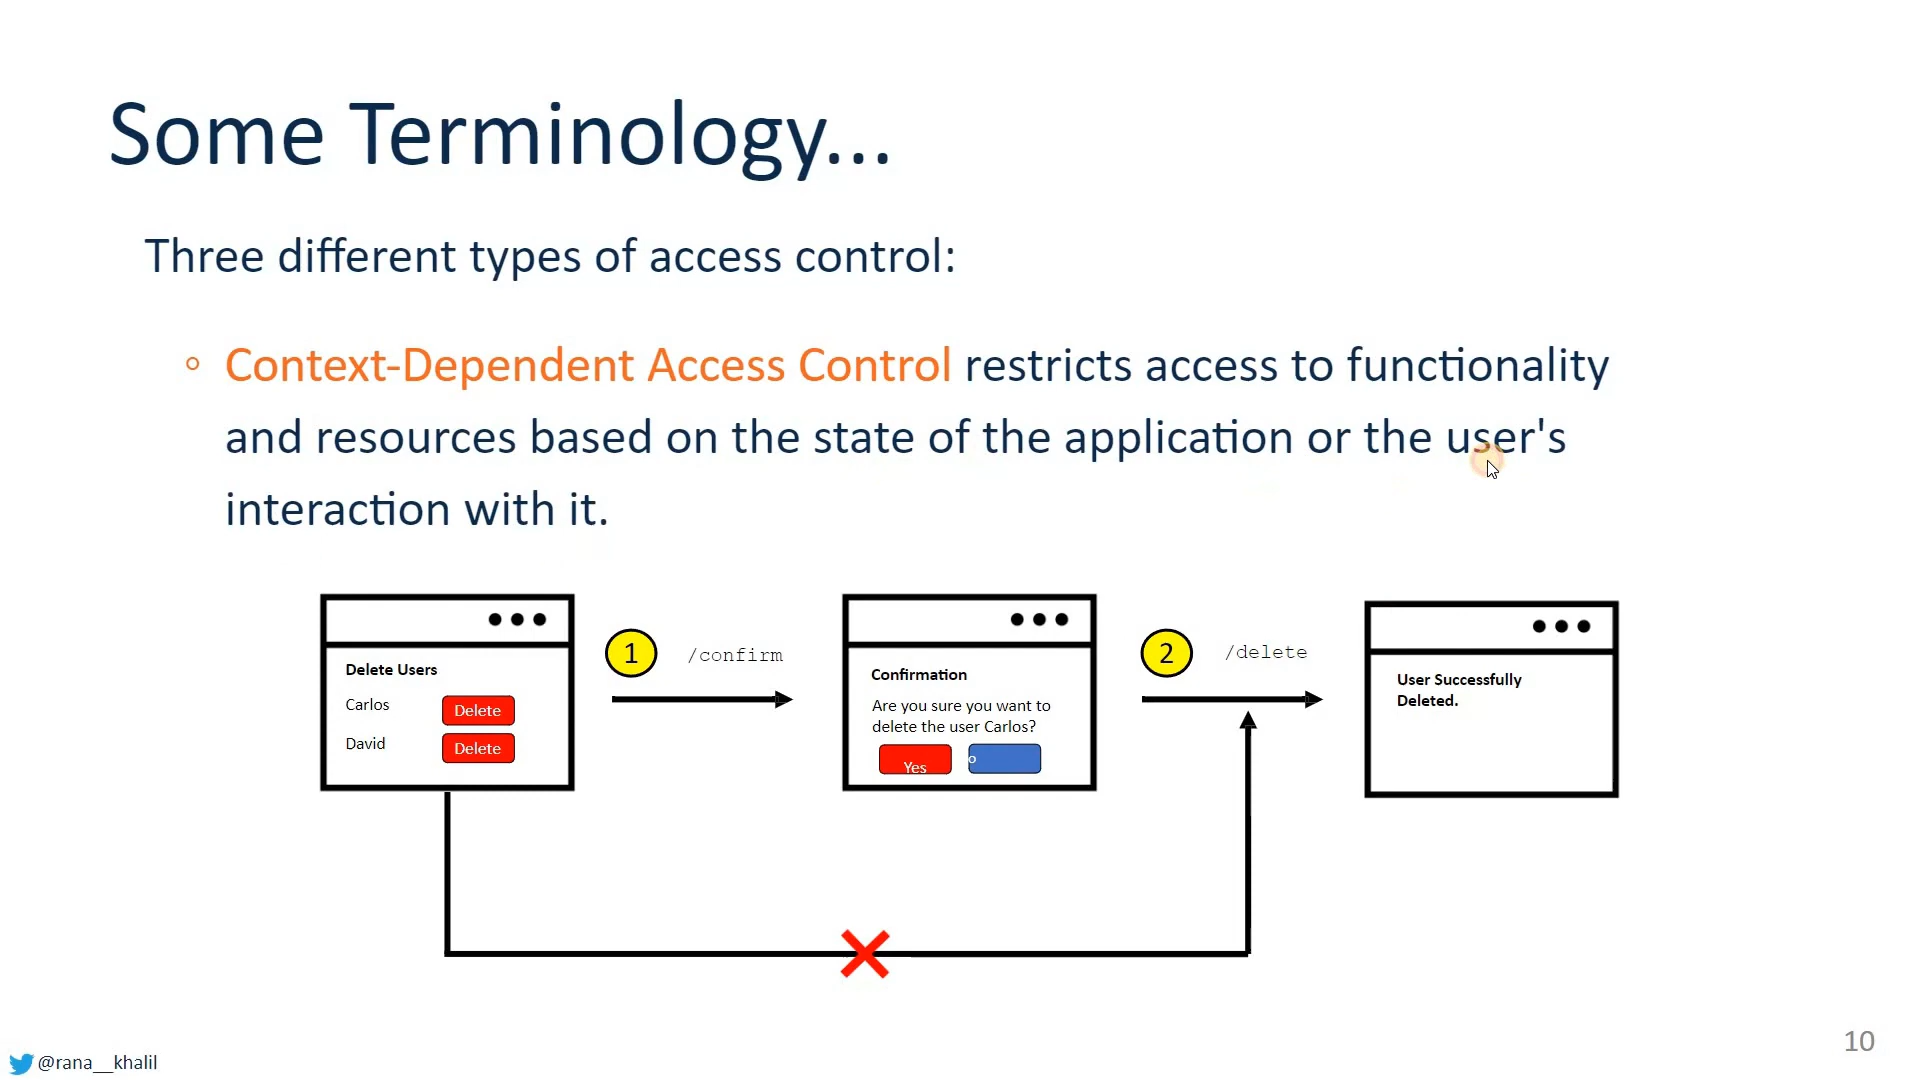 Some Terminology...
Three different types of access control:
Context-Dependent Access Control restricts access to functionality
and resources based on the state of the application or the user's
interaction with it.
Delete Users
Carlos
Delete
David
Delete
1
/confirm
Confirmation
Are you sure you want to
delete the user Carlos?
Yes
o
2
/delete
User Successfully
Deleted.
@rana__khalil
10